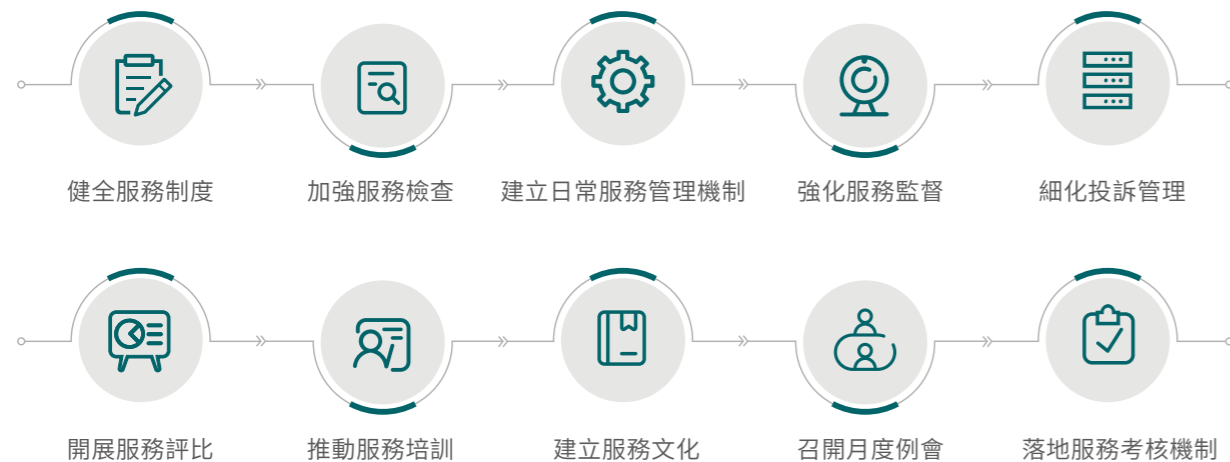 健全服務制度
加強服務檢查
建立日常服務管理機制
強化服務監督
細化投訴管理
開展服務評比
推動服務培訓
建立服務文化
召開月度例會
落地服務考核機制